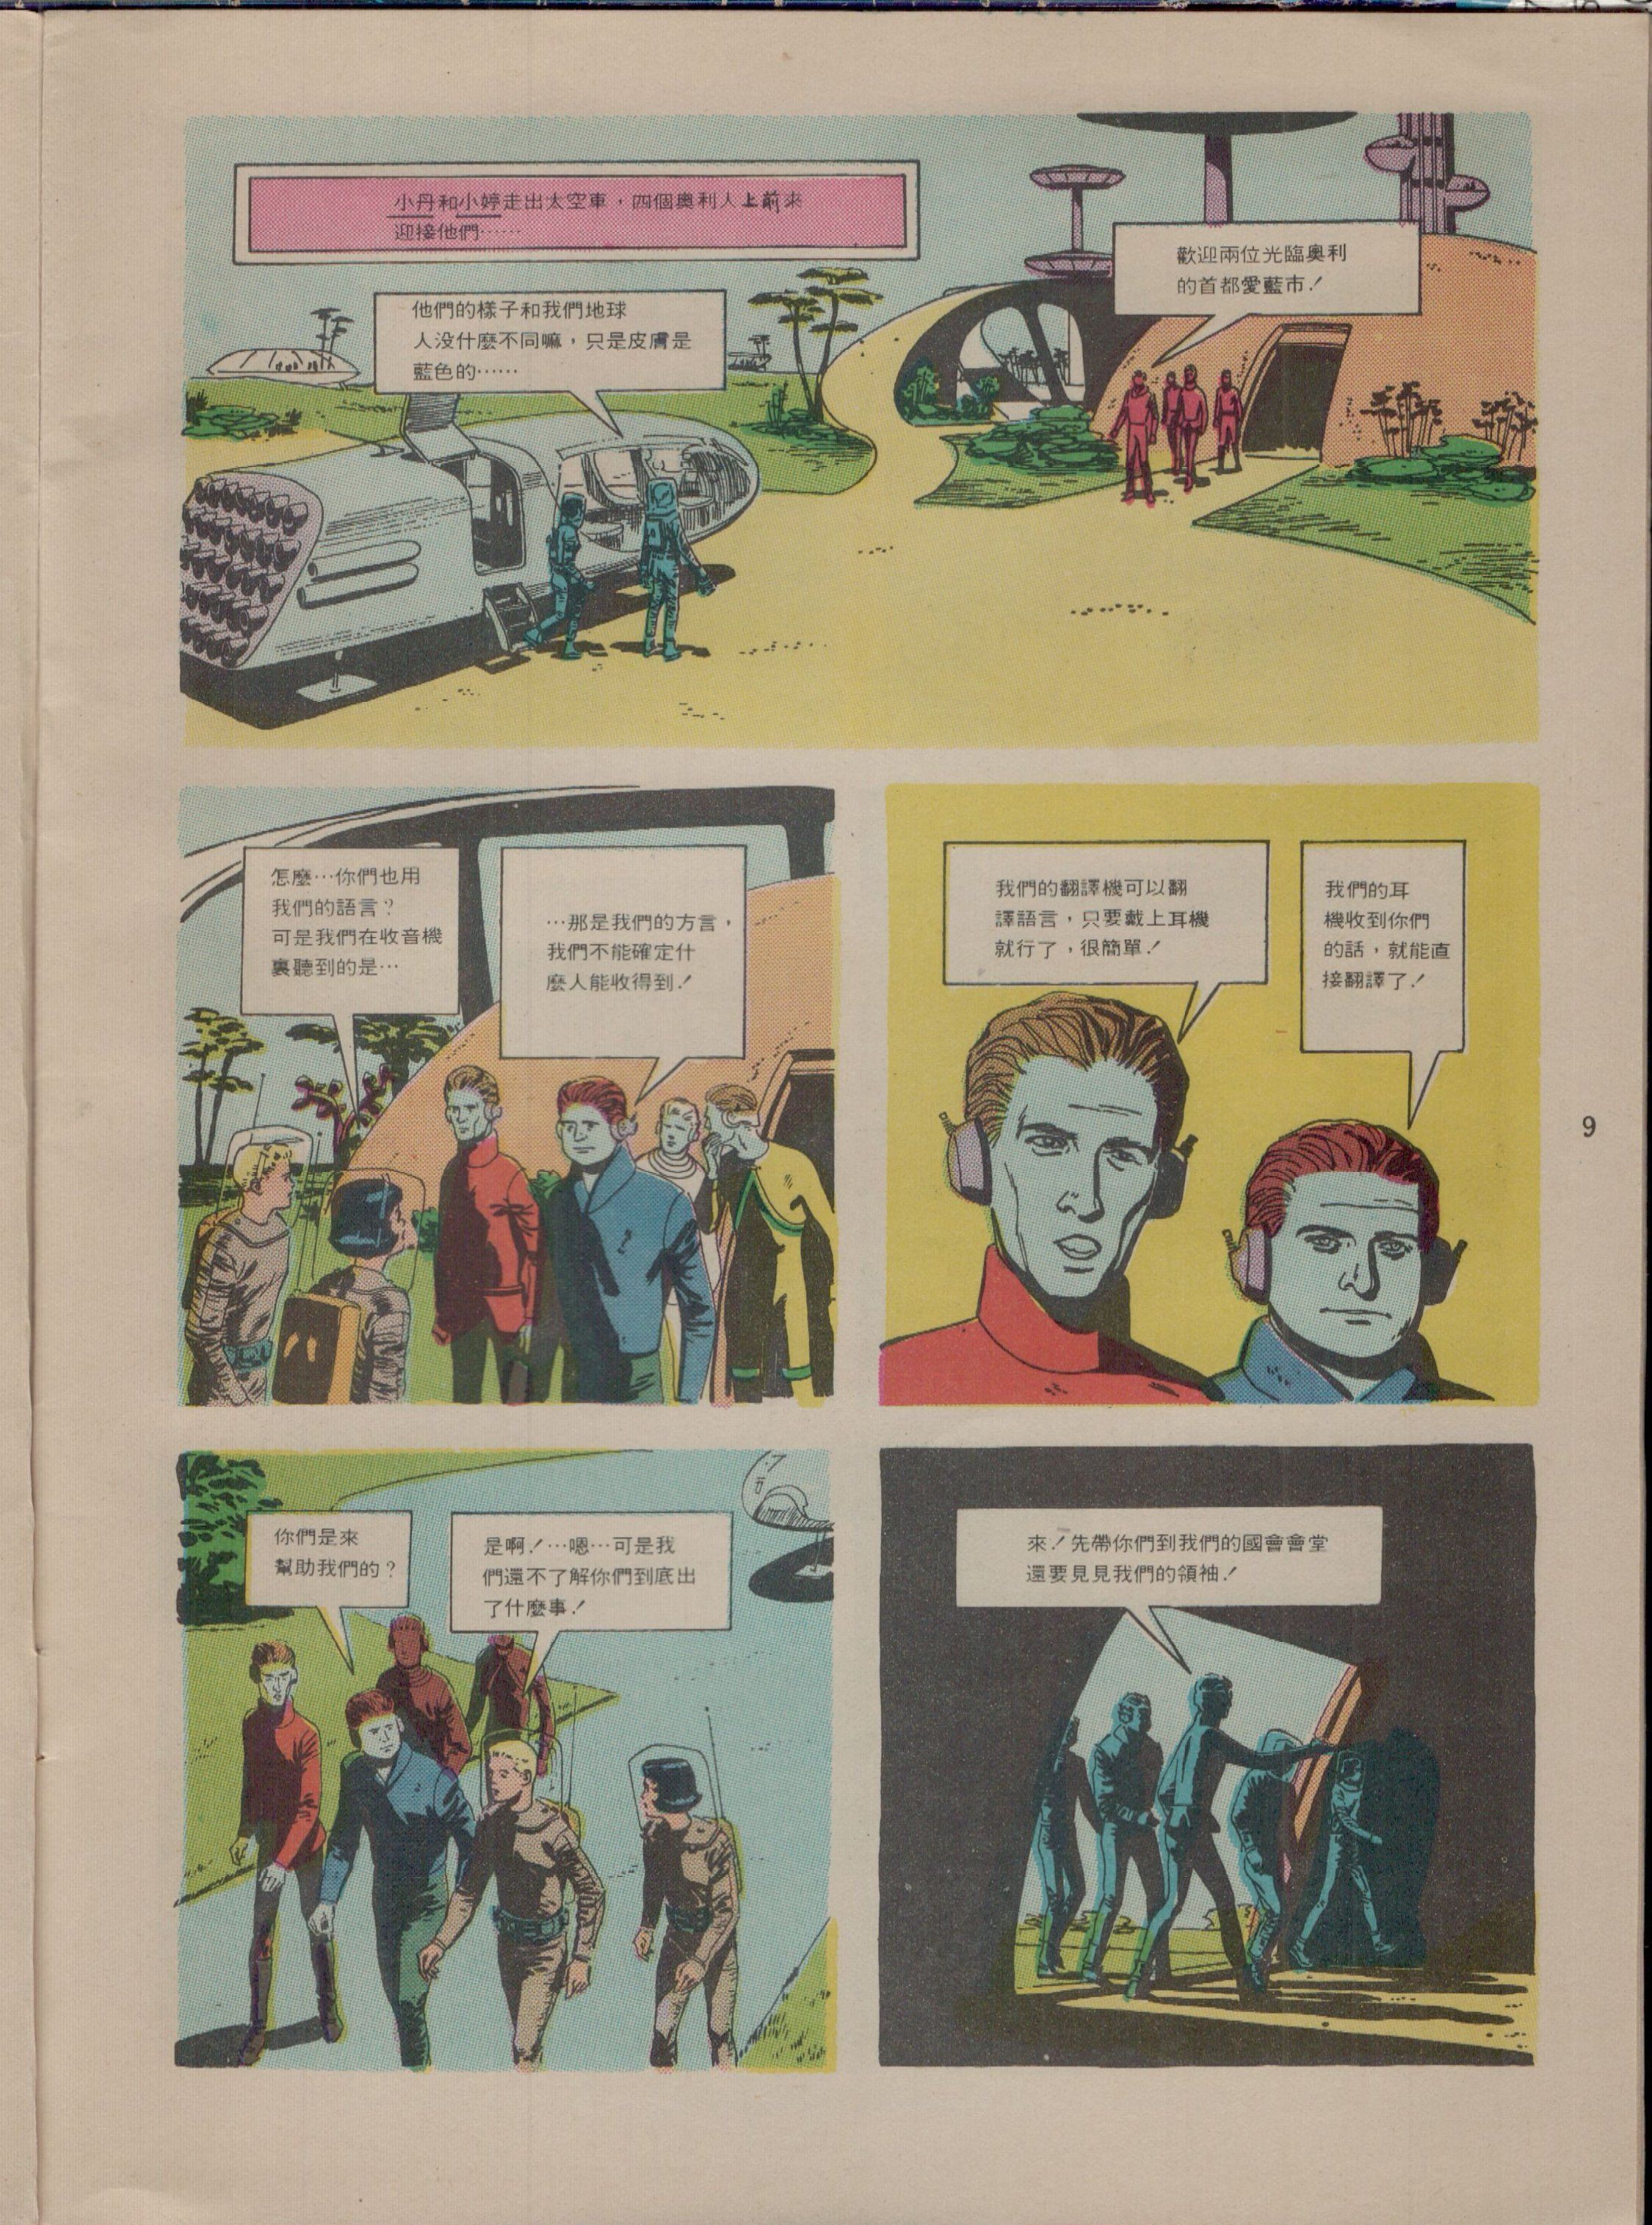 小丹和小婷走出太空車，四個奧利人上前來
迎接他們……
他們的樣子和我們地球
人没什麼不同嘛，只是皮膚是
藍色的……
歡迎兩位光臨奧利
的首都愛藍市！
怎麼…你們也用
我們的語言？
可是我們在收音機
裏聽到的是…
…那是我們的方言，
我們不能確定什
麼人能收得到！
我們的翻譯機可以翻
譯語言，只要戴上耳機
就行了，很簡單！
我們的耳
機收到你們
的話，就能直
接翻譯了！
9
你們是來
幫助我們的？
是啊！…嗯…可是我
們還不了解你們到底出
了什麼事！
來！先帶你們到我們的國會會堂
還要見見我們的領袖！